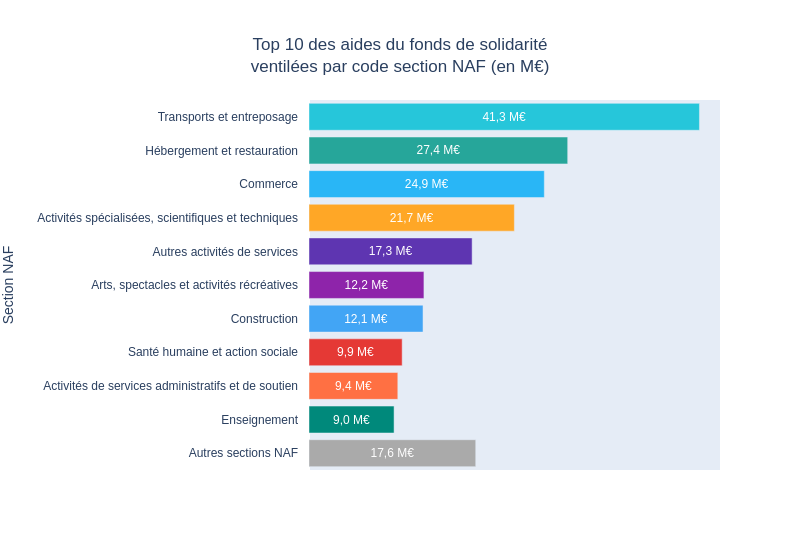 Top 10 des aides du fonds de solidarité
ventilées par code section NAF (en M€)
Section NAF
Transports et entreposage 41,3 M€
Hébergement et restauration 27,4 M€
Commerce 24,9 M€
Activités spécialisées, scientifiques et techniques 21,7 M€
Autres activités de services 17,3 M€
Arts, spectacles et activités récréatives 12,2 M€
Construction 12,1 M€
Santé humaine et action sociale 9,9 M€
Activités de services administratifs et de soutien 9,4 M€
Enseignement 9,0 M€
Autres sections NAF 17,6 M€